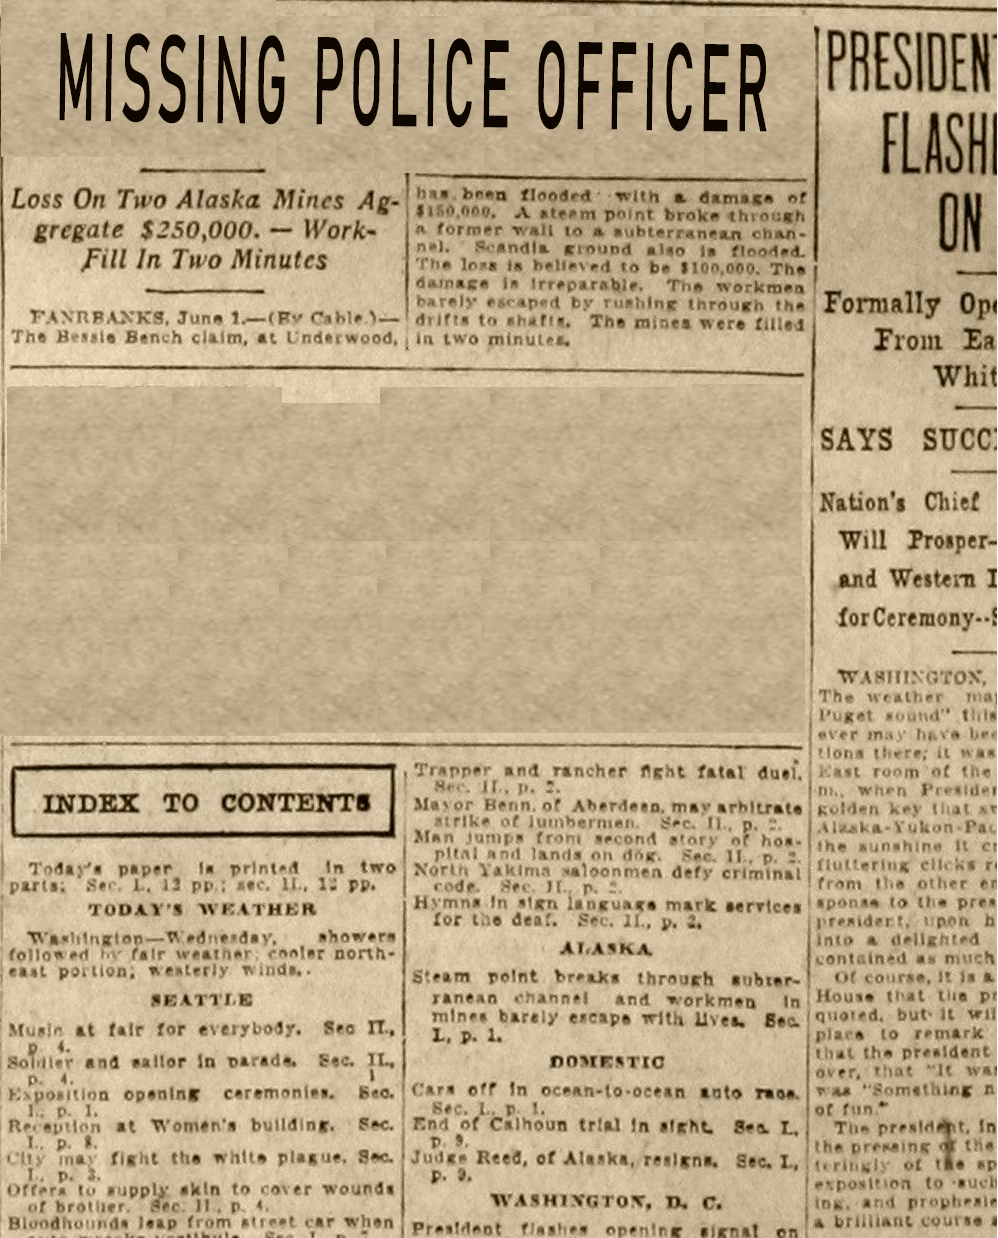 MISSING POLICE OFFICER
Loss On Two Alaska Mines Ag-
gregate $250,000. — Work-
Fill In Two Minutes
FANRBANKS, June 1.—(By Cable.)—
The Bessie Bench claim, at Underwood,
has been flooded with a damage of
$150,000. A steam point broke through
a former wall to a subterranean chan-
nel. Scandia ground also is flooded.
The loss is believed to be $100,000. The
damage is irreparable. The workmen
barely escaped by rushing through the
drifts to shafts. The mines were filled
in two minutes.
INDEX TO CONTENTS
Today's paper is printed in two
parts; Sec. I., 12 pp.; sec. II., 12 pp.
TODAY'S WEATHER
Washington—Wednesday, showers
followed by fair weather; cooler north-
east portion; westerly winds.
SEATTLE
Music at fair for everybody. Sec II.,
p. 4.
Soldier and sailor in parade. Sec. II.,
p. 4.
Exposition opening ceremonies. Sec.
I., p. 1.
Reception at Women's building. Sec.
I., p. 8.
City may fight the white plague. Sec.
I., p. 3.
Offers to supply skin to cover wounds
of brother. Sec. II., p. 4.
Bloodhounds leap from street car when
Trapper and rancher fight fatal duel.
Sec. II., p. 2.
Mayor Benn, of Aberdeen, may arbitrate
strike of lumbermen. Sec. II., p. 2.
Man jumps from second story of hos-
pital and lands on dog. Sec. II., p. 2.
North Yakima saloonmen defy criminal
code. Sec. II., p. 2.
Hymns in sign language mark services
for the deaf. Sec. II., p. 2.
ALASKA
Steam point breaks through subter-
ranean channel and workmen in
mines barely escape with lives. Sec.
I., p. 1.
DOMESTIC
Cars off in ocean-to-ocean auto race.
Sec. I., p. 1.
End of Calhoun trial in sight. Sec. I.,
p. 9.
Judge Reed, of Alaska, resigns. Sec. I.,
p. 9.
WASHINGTON, D. C.
President flashes opening signal on
PRESIDENT
FLASHE
ON
Formally Ope
From Ea
Whit
SAYS SUCC
Nation's Chief
Will Prosper—
and Western
for Ceremony--
WASHINGTON,
The weather map
Puget sound" this
ever may have bee
tions there; it was
East room of the
m., when Presiden
golden key that s
Alaska-Yukon-Pac
the sunshine it cr
fluttering clicks re
from the other en
sponse to the pres
president, upon h
into a delighted
contained as much
Of course, it is a
House that the pr
quoted, but it wil
place to remark
that the president
over, that "It was
was "Something n
of fun."
The president, in
the pressing of the
teringly of the sp
exposition to such
ing, and prophesie
a brilliant course a